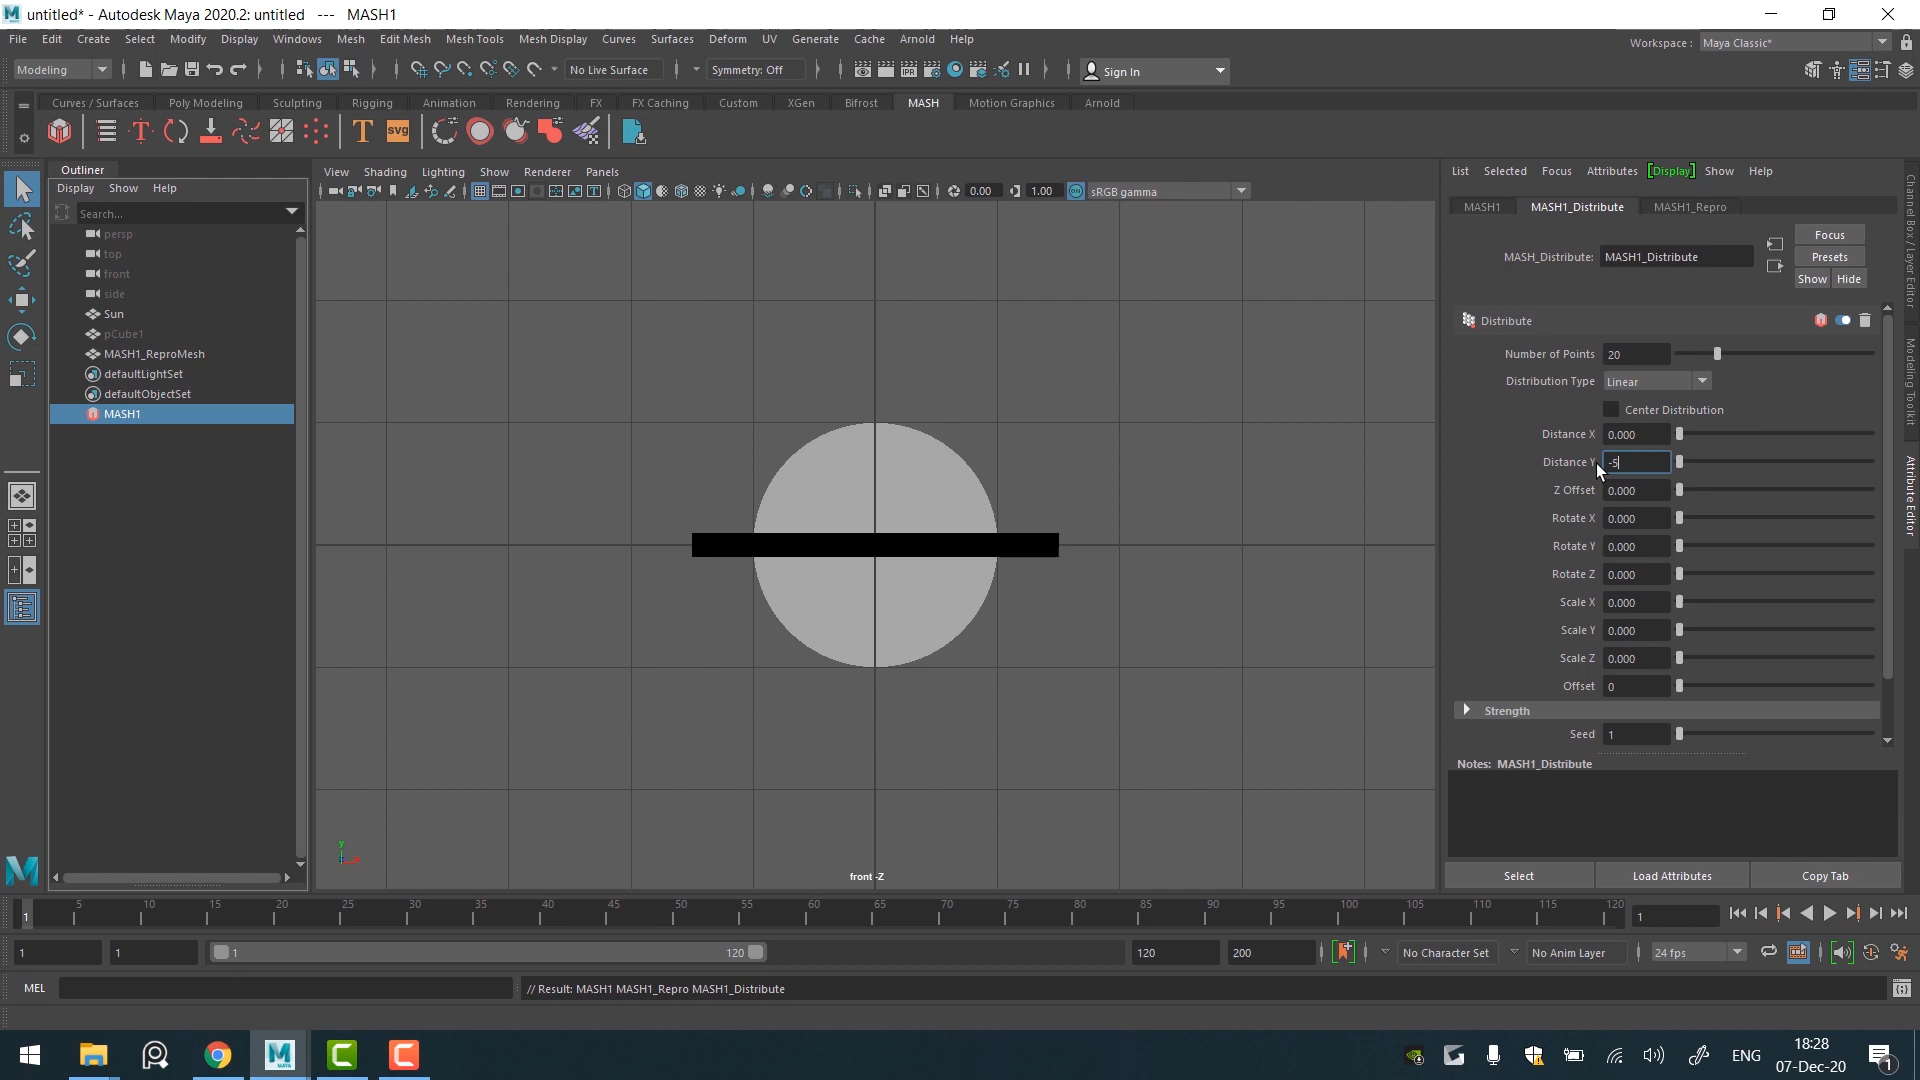 untitled* - Autodesk Maya 2020.2: untitled --- MASH1
File Edit Create Select Modify Display Windows Mesh Edit Mesh Mesh Tools Mesh Display Curves Surfaces Deform UV Generate Cache Arnold Help
Workspace : Maya Classic*
Modeling No Live Surface Symmetry: Off IPR Sign In
Curves / Surfaces Poly Modeling Sculpting Rigging Animation Rendering FX FX Caching Custom XGen Bifrost MASH Motion Graphics Arnold
T T svg
Outliner
Display Show Help
Search...
persp
top
front
side
Sun
pCube1
MASH1_ReproMesh
defaultLightSet
defaultObjectSet
MASH1
View Shading Lighting Show Renderer Panels
0.00 1.00 ON sRGB gamma
y
front -Z
List Selected Focus Attributes [Display] Show Help
MASH1 MASH1_Distribute MASH1_Repro
MASH_Distribute: MASH1_Distribute
Focus
Presets
Show Hide
Distribute
Number of Points 20
Distribution Type Linear
Center Distribution
Distance X 0.000
Distance Y -5
Z Offset 0.000
Rotate X 0.000
Rotate Y 0.000
Rotate Z 0.000
Scale X 0.000
Scale Y 0.000
Scale Z 0.000
Offset 0
Strength
Seed 1
Notes: MASH1_Distribute
Select Load Attributes Copy Tab
Channel Box / Layer Editor
Modeling Toolkit
Attribute Editor
1 5 10 15 20 25 30 35 40 45 50 55 60 65 70 75 80 85 90 95 100 105 110 115 120 1
1 1 1 120 120 200 No Character Set No Anim Layer 24 fps
MEL // Result: MASH1 MASH1_Repro MASH1_Distribute
ENG 18:28
07-Dec-20
1